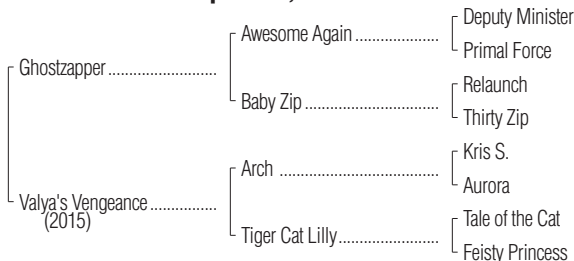 Deputy Minister
Awesome Again ....................
Primal Force
Ghostzapper ..........................
Relaunch
Baby Zip ................................
Thirty Zip
Kris S.
Arch ......................................
Aurora
Valya's Vengeance ................
(2015)
Tale of the Cat
Tiger Cat Lilly ........................
Feisty Princess